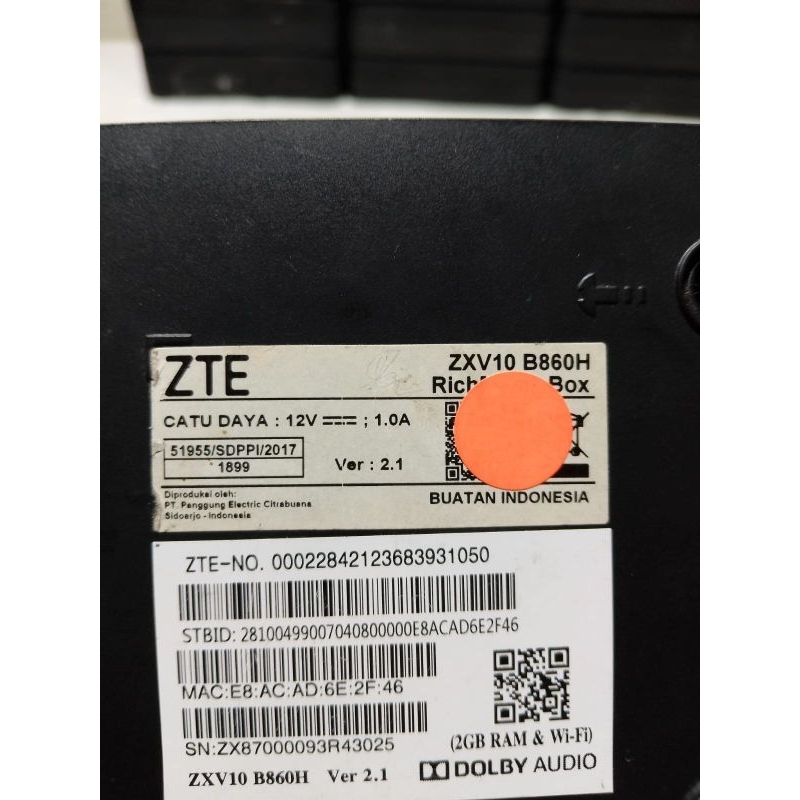 ZTE
ZXV10 B860H
Box
CATU DAYA : 12V ⎓ ; 1.0A
51955/SDPPI/2017
1899
Ver : 2.1
Diproduksi oleh:
PT. Panggung Electric Citrabuana
Sidoarjo - Indonesia
BUATAN INDONESIA
ZTE-NO. 00022842123683931050
STBID: 28100499007040800000E8ACAD6E2F46
MAC:E8:AC:AD:6E:2F:46
SN:ZX87000093R43025
(2GB RAM & Wi-Fi)
ZXV10 B860H Ver 2.1
DOLBY AUDIO